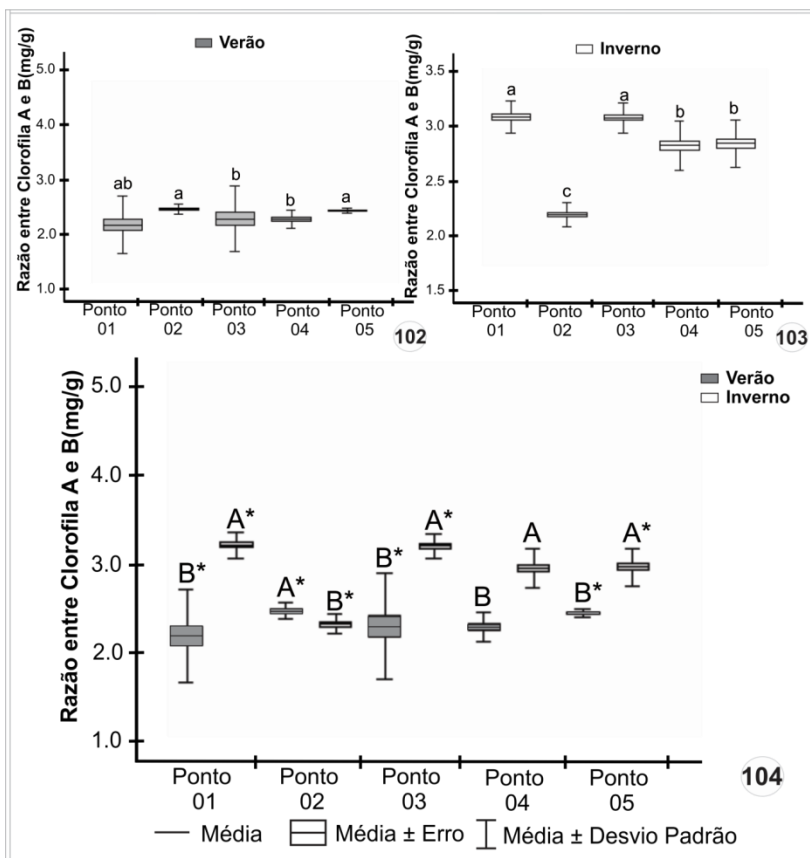 Verão
Razão entre Clorofila A e B(mg/g)
5.0
4.0
3.0
2.0
1.0
ab
a
b
b
a
Ponto 01
Ponto 02
Ponto 03
Ponto 04
Ponto 05
102
Inverno
Razão entre Clorofila A e B(mg/g)
3.5
3.0
2.5
2.0
1.5
a
c
a
b
b
Ponto 01
Ponto 02
Ponto 03
Ponto 04
Ponto 05
103
Verão
Inverno
Razão entre Clorofila A e B(mg/g)
5.0
4.0
3.0
2.0
1.0
B*
A*
A*
B*
B*
A*
B
A
B*
A*
Ponto 01
Ponto 02
Ponto 03
Ponto 04
Ponto 05
104
Média
Média ± Erro
Média ± Desvio Padrão